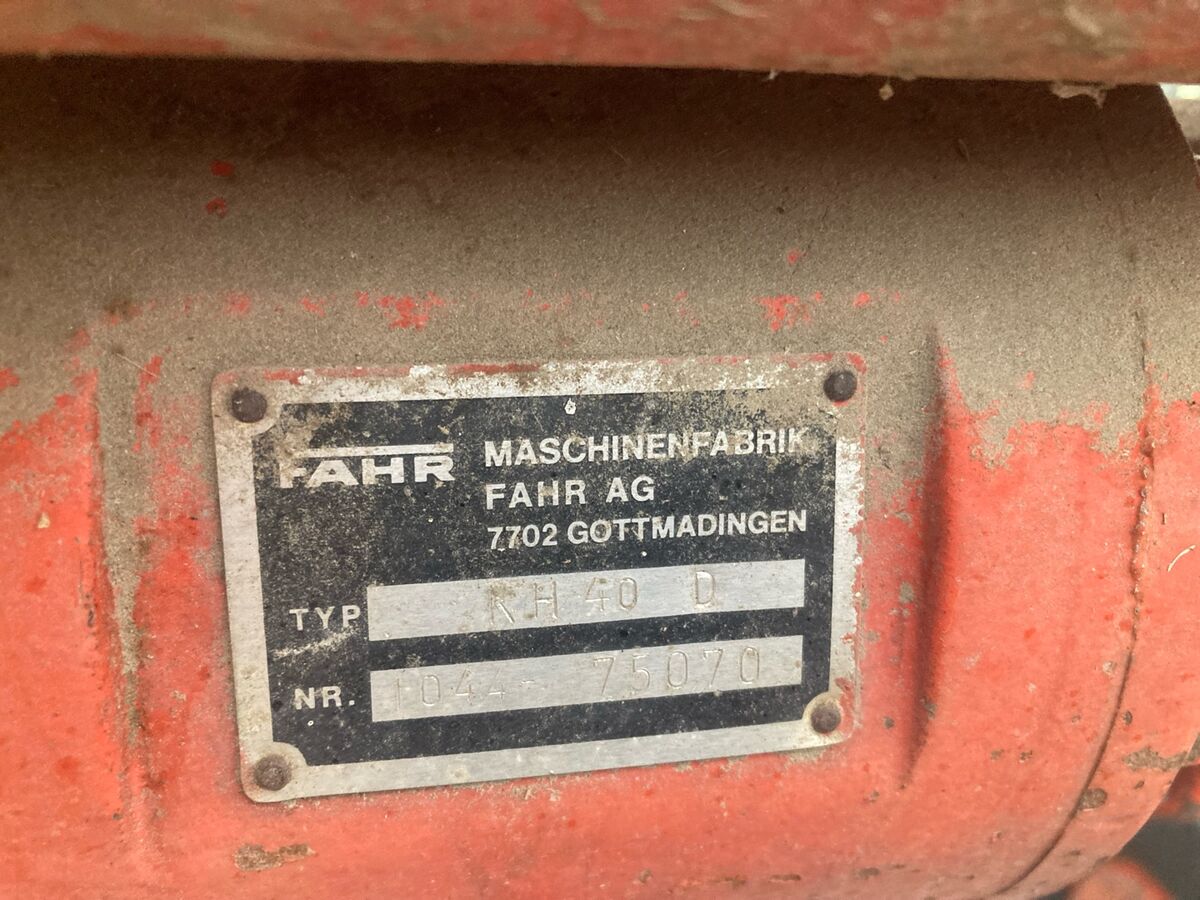 FAHR
MASCHINENFABRIK
FAHR AG
7702 GOTTMADINGEN
TYP KH 40 D
NR. 1044- 75070